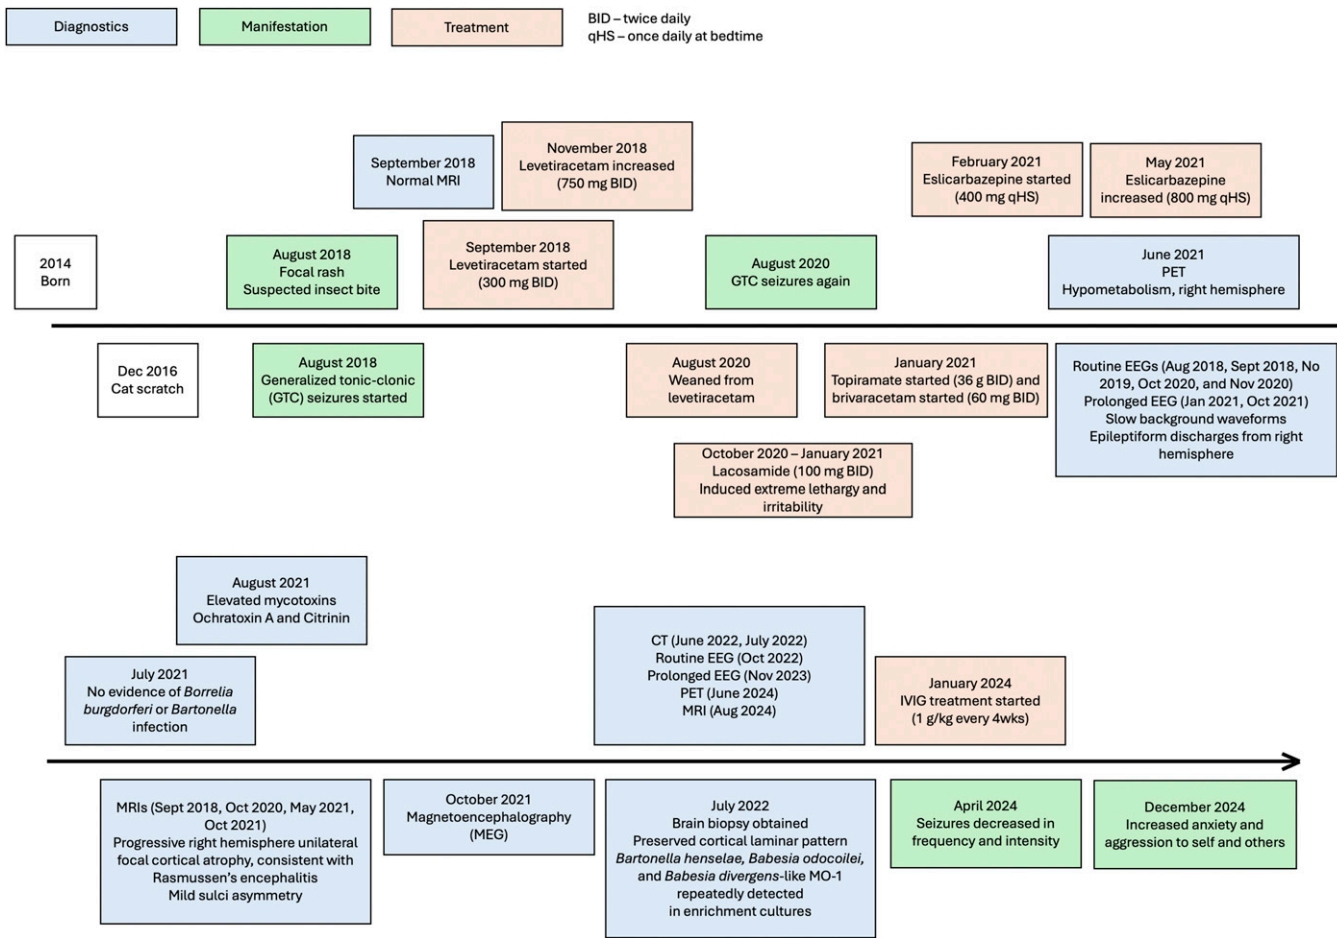 Diagnostics
Manifestation
Treatment
BID – twice daily
qHS – once daily at bedtime
September 2018
Normal MRI
November 2018
Levetiracetam increased
(750 mg BID)
February 2021
Eslicarbazepine started
(400 mg qHS)
May 2021
Eslicarbazepine
increased (800 mg qHS)
2014
Born
August 2018
Focal rash
Suspected insect bite
September 2018
Levetiracetam started
(300 mg BID)
August 2020
GTC seizures again
June 2021
PET
Hypometabolism, right hemisphere
Dec 2016
Cat scratch
August 2018
Generalized tonic-clonic
(GTC) seizures started
August 2020
Weaned from
levetiracetam
January 2021
Topiramate started (36 g BID) and
brivaracetam started (60 mg BID)
Routine EEGs (Aug 2018, Sept 2018, No
2019, Oct 2020, and Nov 2020)
Prolonged EEG (Jan 2021, Oct 2021)
Slow background waveforms
Epileptiform discharges from right
hemisphere
October 2020 – January 2021
Lacosamide (100 mg BID)
Induced extreme lethargy and
irritability
August 2021
Elevated mycotoxins
Ochratoxin A and Citrinin
July 2021
No evidence of Borrelia
burgdorferi or Bartonella
infection
CT (June 2022, July 2022)
Routine EEG (Oct 2022)
Prolonged EEG (Nov 2023)
PET (June 2024)
MRI (Aug 2024)
January 2024
IVIG treatment started
(1 g/kg every 4wks)
MRIs (Sept 2018, Oct 2020, May 2021,
Oct 2021)
Progressive right hemisphere unilateral
focal cortical atrophy, consistent with
Rasmussen's encephalitis
Mild sulci asymmetry
October 2021
Magnetoencephalography
(MEG)
July 2022
Brain biopsy obtained
Preserved cortical laminar pattern
Bartonella henselae, Babesia odocoilei,
and Babesia divergens-like MO-1
repeatedly detected
in enrichment cultures
April 2024
Seizures decreased in
frequency and intensity
December 2024
Increased anxiety and
aggression to self and others